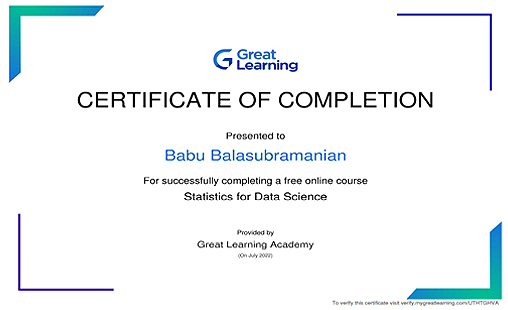 Great
Learning
CERTIFICATE OF COMPLETION
Presented to
Babu Balasubramanian
For successfully completing a free online course
Statistics for Data Science
Provided by
Great Learning Academy
(On July 2022)
To verify this certificate visit verify.mygreatlearning.com/UTHTGHVA